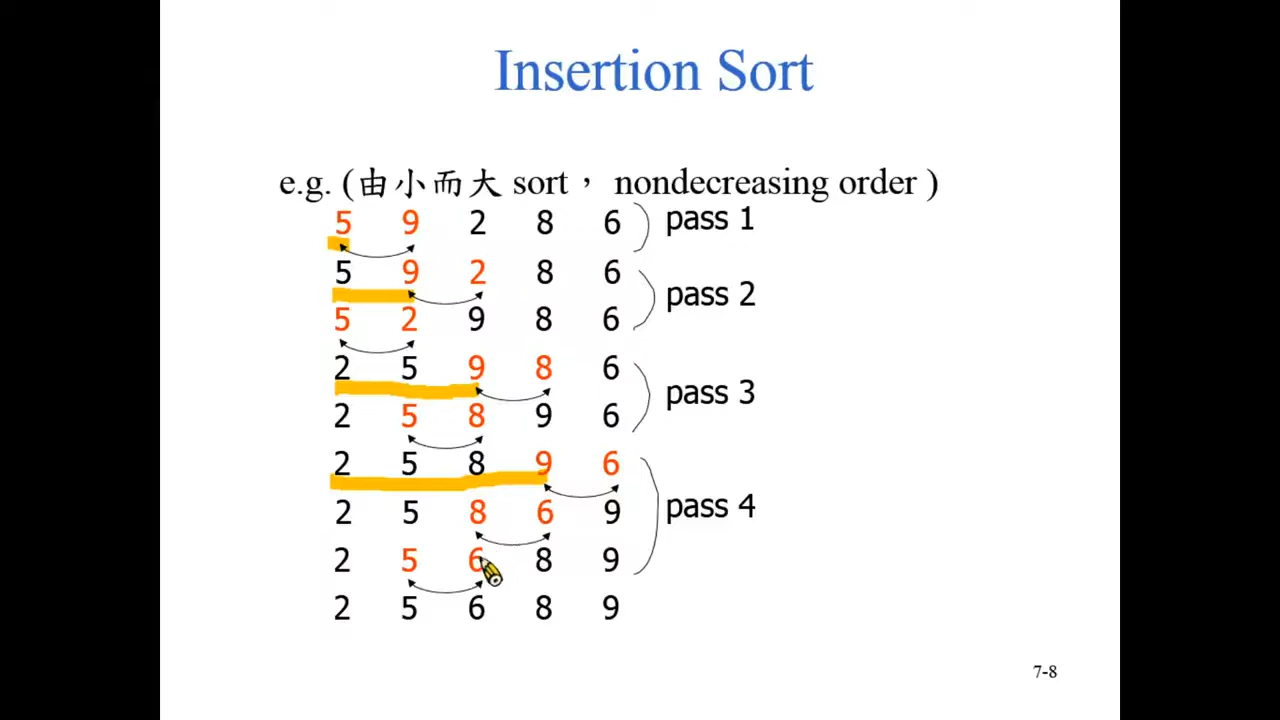 Insertion Sort
e.g. (由小而大 sort， nondecreasing order )
5 9 2 8 6 pass 1
5 9 2 8 6 pass 2
5 2 9 8 6
2 5 9 8 6 pass 3
2 5 8 9 6
2 5 8 9 6 pass 4
2 5 8 6 9
2 5 6 8 9
2 5 6 8 9
7-8